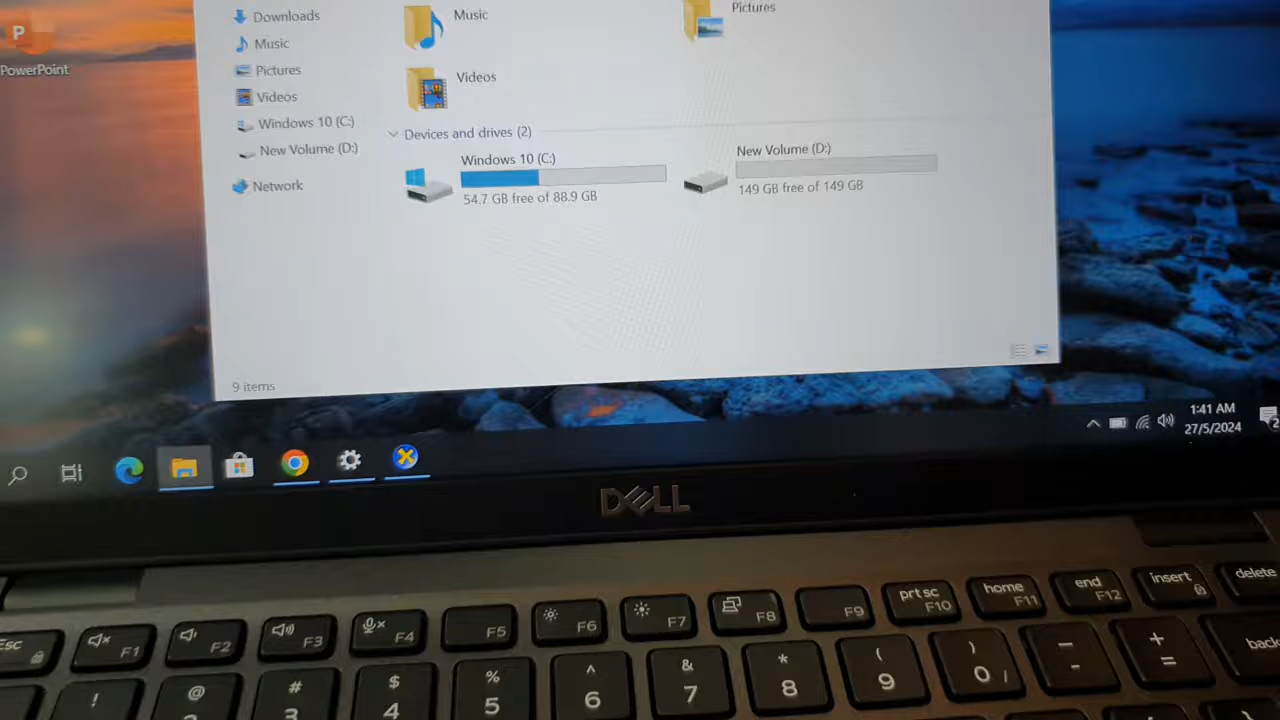 P
PowerPoint
Downloads
Music
Pictures
Videos
Windows 10 (C:)
New Volume (D:)
Network
Music
Pictures
Videos
Devices and drives (2)
Windows 10 (C:)
54.7 GB free of 88.9 GB
New Volume (D:)
149 GB free of 149 GB
9 items
1:41 AM
27/5/2024
2
DELL
Esc
F1
F2
F3
F4
F5
F6
F7
F8
F9
prt sc
F10
home
F11
end
F12
insert
delete
!
@
#
3
$
4
%
5
^
6
&
7
*
8
(
9
)
0 /
_
-
+
=
back